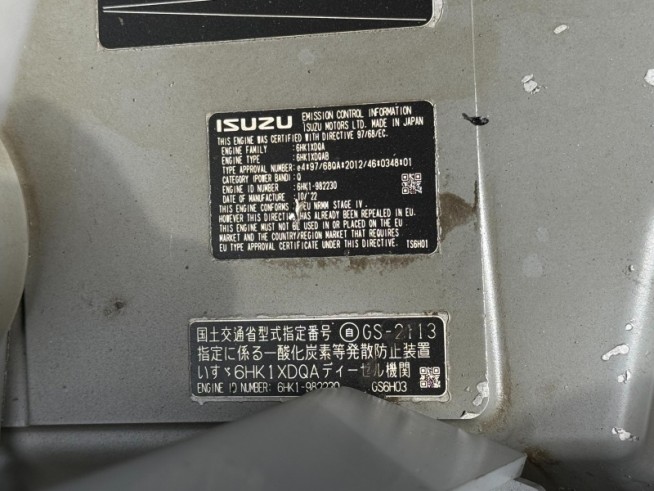 ISUZU EMISSION CONTROL INFORMATION
ISUZU MOTORS LTD. MADE IN JAPAN
THIS ENGINE WAS CERTIFIED WITH DIRECTIVE 97/68/EC.
ENGINE FAMILY : 6HK1XDQA
ENGINE TYPE : 6HK1XDQAB
TYPE APPROVAL NUMBER: e4*97/68QA*2012/46*0348*01
CATEGORY (POWER BAND): Q
ENGINE ID NUMBER : 6HK1-982230
DATE OF MANUFACTURE : 10/'22
THIS ENGINE CONFORMS EU NRMM STAGE IV.
HOWEVER THIS DIRECTIVE HAS ALREADY BEEN REPEALED IN EU.
THIS ENGINE MUST NOT BE USED IN OR PLACED ON THE EU
MARKET AND THE COUNTRY/REGION MARKET THAT REQUIRES AN
EU TYPE APPROVAL CERTIFICATE UNDER THIS DIRECTIVE. TS6H01
国土交通省型式指定番号 自 GS-2113
指定に係る一酸化炭素等発散防止装置
いすゞ6HK1XDQAディーゼル機関
ENGINE ID NUMBER: 6HK1-982230 GS6H03